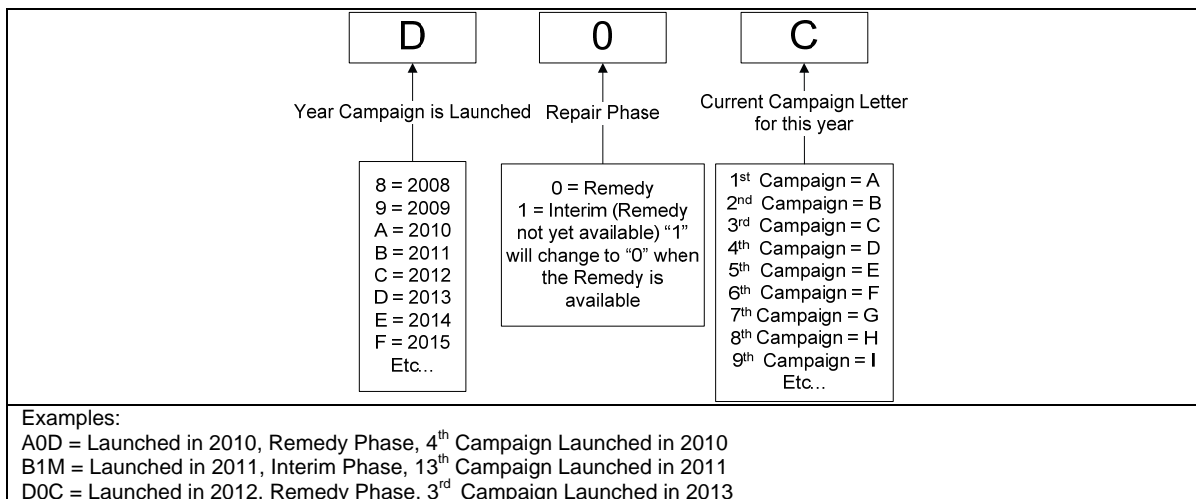 D 0 C
Year Campaign is Launched
Repair Phase
Current Campaign Letter
for this year
8 = 2008
9 = 2009
A = 2010
B = 2011
C = 2012
D = 2013
E = 2014
F = 2015
Etc...
0 = Remedy
1 = Interim (Remedy
not yet available) “1”
will change to “0” when
the Remedy is
available
1st Campaign = A
2nd Campaign = B
3rd Campaign = C
4th Campaign = D
5th Campaign = E
6th Campaign = F
7th Campaign = G
8th Campaign = H
9th Campaign = I
Etc...
Examples:
A0D = Launched in 2010, Remedy Phase, 4th Campaign Launched in 2010
B1M = Launched in 2011, Interim Phase, 13th Campaign Launched in 2011
D0C = Launched in 2012, Remedy Phase, 3rd Campaign Launched in 2013